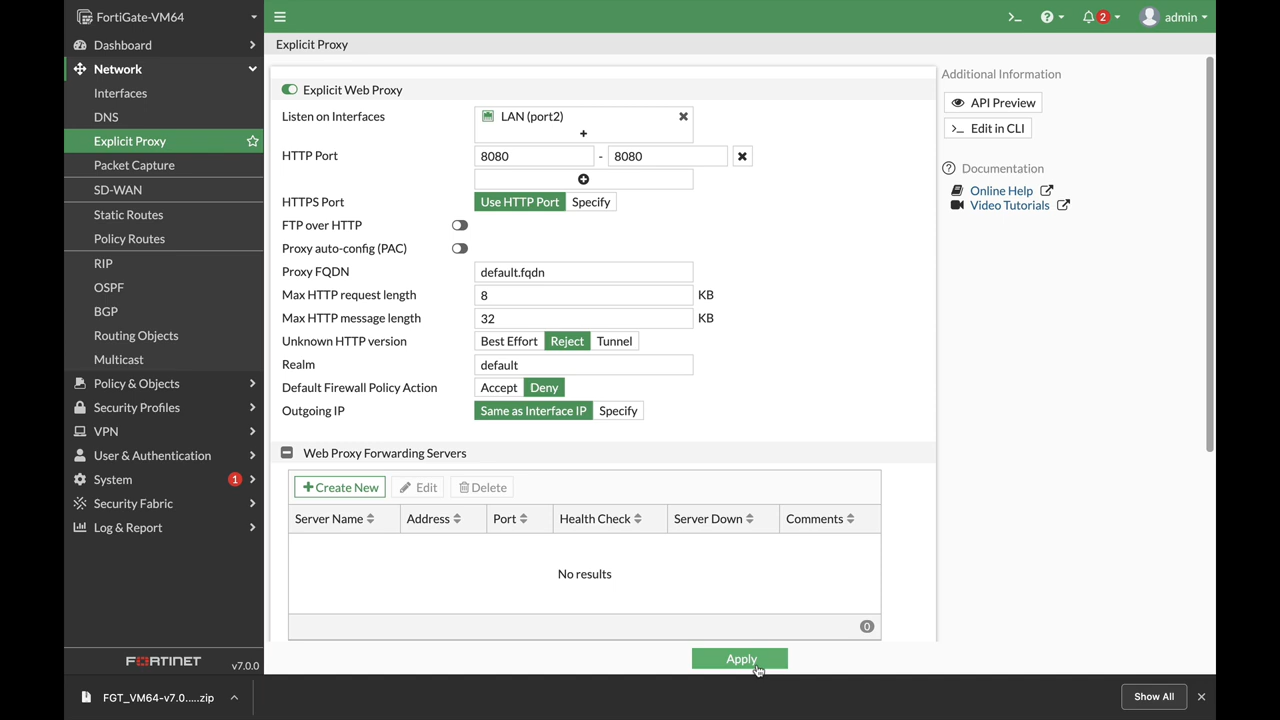 FortiGate-VM64
admin
2
Dashboard
Network
Interfaces
DNS
Explicit Proxy
Packet Capture
SD-WAN
Static Routes
Policy Routes
RIP
OSPF
BGP
Routing Objects
Multicast
Policy & Objects
Security Profiles
VPN
User & Authentication
System 1
Security Fabric
Log & Report
FORTINET v7.0.0
Explicit Proxy
Explicit Web Proxy
Listen on Interfaces LAN (port2)
+
HTTP Port 8080 - 8080
HTTPS Port Use HTTP Port Specify
FTP over HTTP
Proxy auto-config (PAC)
Proxy FQDN default.fqdn
Max HTTP request length 8 KB
Max HTTP message length 32 KB
Unknown HTTP version Best Effort Reject Tunnel
Realm default
Default Firewall Policy Action Accept Deny
Outgoing IP Same as Interface IP Specify
Web Proxy Forwarding Servers
+Create New Edit Delete
Server Name Address Port Health Check Server Down Comments
No results
0
Apply
Additional Information
API Preview
>_ Edit in CLI
Documentation
Online Help
Video Tutorials
FGT_VM64-v7.0.....zip
Show All